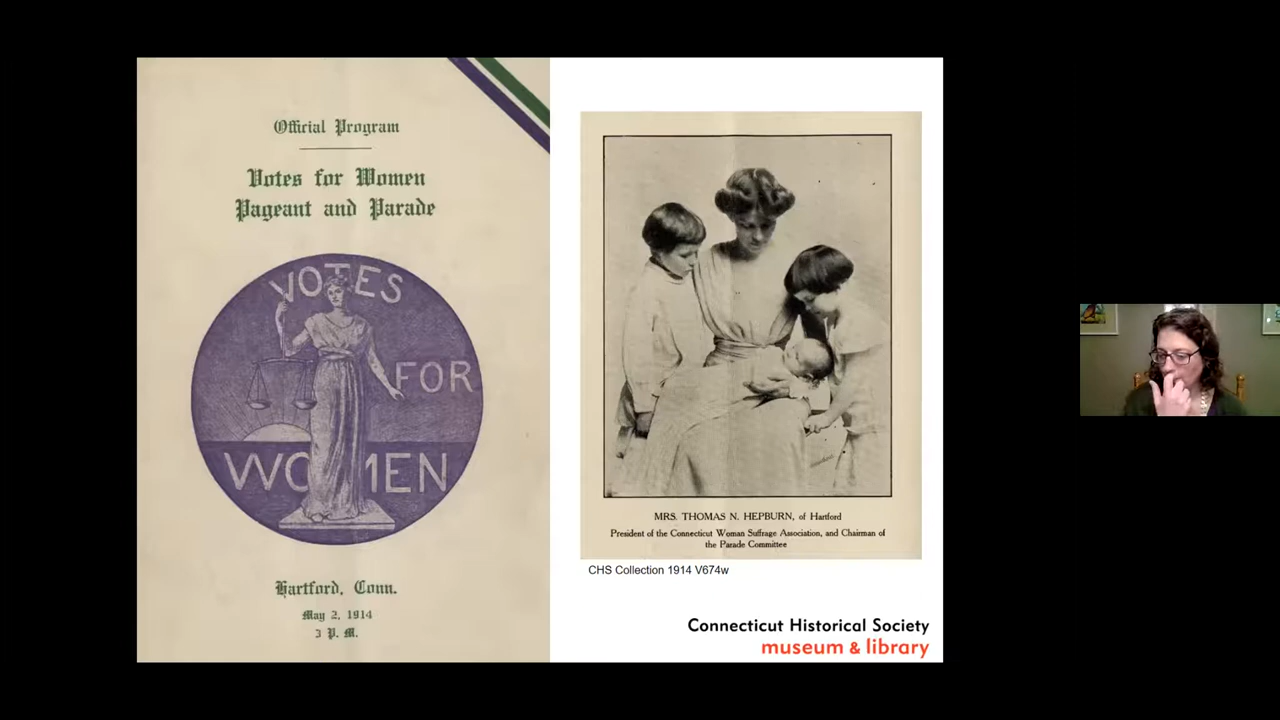 Official Program
Votes for Women
Pageant and Parade
VOTES
FOR
WOMEN
Hartford, Conn.
May 2, 1914
3 P. M.
MRS. THOMAS N. HEPBURN, of Hartford
President of the Connecticut Woman Suffrage Association, and Chairman of
the Parade Committee
CHS Collection 1914 V674w
Connecticut Historical Society
museum & library